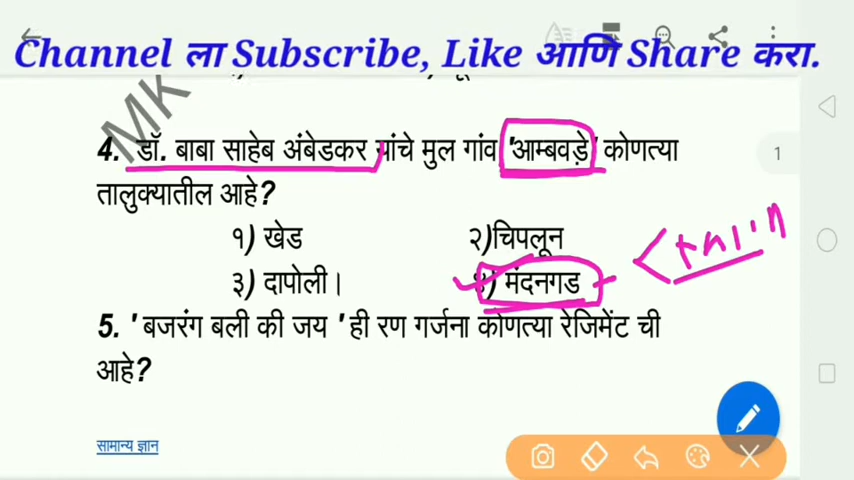 Channel ला Subscribe, Like आणि Share करा.
MK
4. डॉ. बाबा साहेब अंबेडकर यांचे मुल गांव 'आम्बवड़े' कोणत्या
तालुक्यातील आहे?
१) खेड २)चिपलून
३) दापोली। ४) मंदनगड
5. ' बजरंग बली की जय ' ही रण गर्जना कोणत्या रेजिमेंट ची
आहे?
सामान्य ज्ञान
1